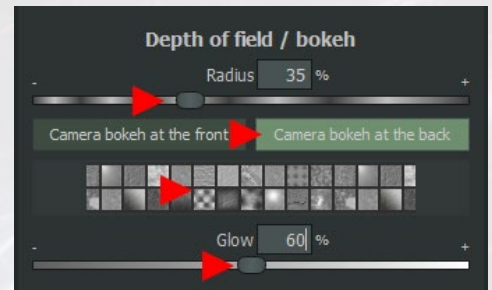 Depth of field / bokeh
Radius 35 %
- +
Camera bokeh at the front Camera bokeh at the back
Glow 60 %
- +